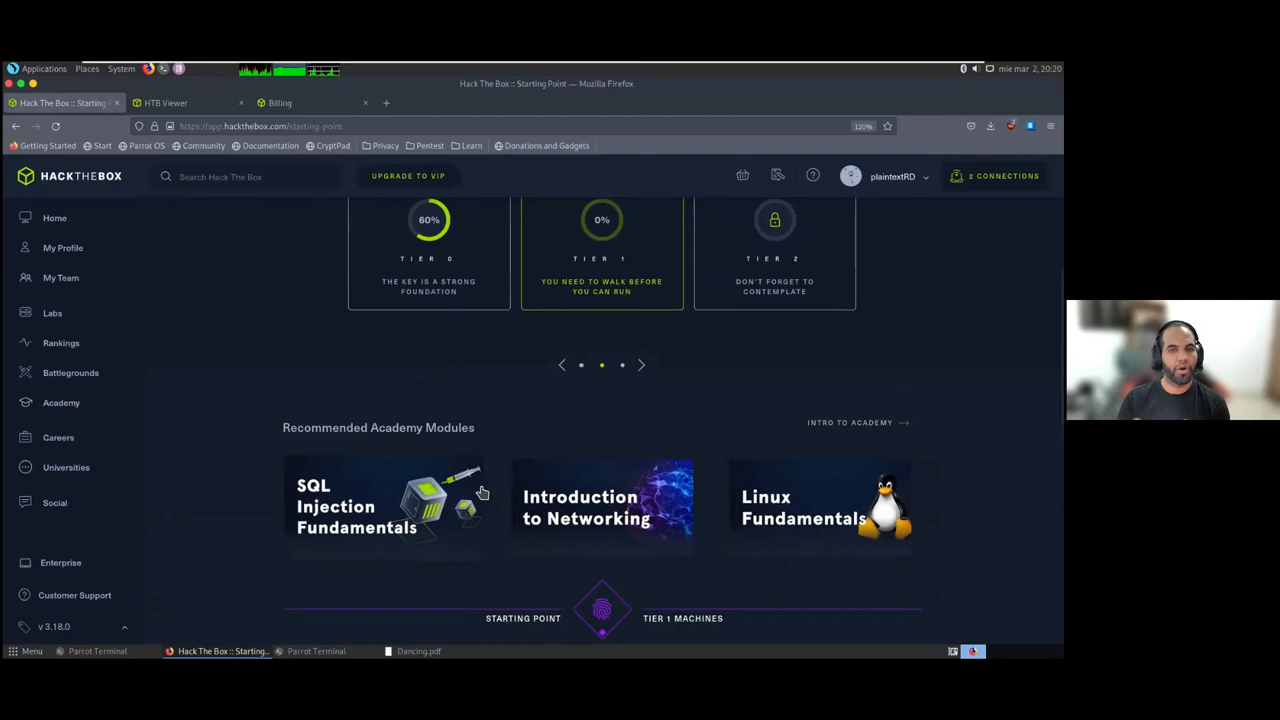 Applications Places System
mié mar 2, 20:20
Hack The Box :: Starting Point — Mozilla Firefox
Hack The Box :: Starting
HTB Viewer
Billing
https://app.hackthebox.com/starting-point
120%
Getting Started Start Parrot OS Community Documentation CryptPad Privacy Pentest Learn Donations and Gadgets
HACKTHEBOX
Search Hack The Box
UPGRADE TO VIP
plaintextRD
2 CONNECTIONS
Home
My Profile
My Team
Labs
Rankings
Battlegrounds
Academy
Careers
Universities
Social
Enterprise
Customer Support
v 3.18.0
60%
TIER 0
THE KEY IS A STRONG
FOUNDATION
0%
TIER 1
YOU NEED TO WALK BEFORE
YOU CAN RUN
TIER 2
DON'T FORGET TO
CONTEMPLATE
Recommended Academy Modules
INTRO TO ACADEMY
SQL
Injection
Fundamentals
Introduction
to Networking
Linux
Fundamentals
STARTING POINT
TIER 1 MACHINES
Menu
Parrot Terminal
Hack The Box :: Starting...
Parrot Terminal
Dancing.pdf